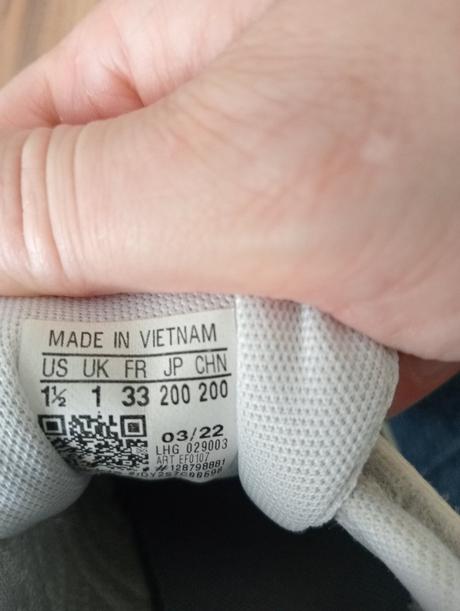 MADE IN VIETNAM
US UK FR JP CHN
1½ 1 33 200 200
03/22
LHG 029003
ART EF0107
#128798881